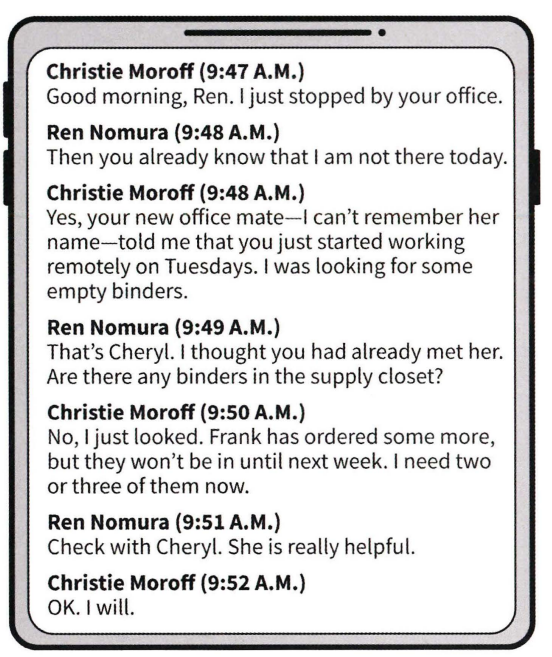 Christie Moroff (9:47 A.M.)
Good morning, Ren. I just stopped by your office.
Ren Nomura (9:48 A.M.)
Then you already know that I am not there today.
Christie Moroff (9:48 A.M.)
Yes, your new office mate—I can't remember her
name—told me that you just started working
remotely on Tuesdays. I was looking for some
empty binders.
Ren Nomura (9:49 A.M.)
That's Cheryl. I thought you had already met her.
Are there any binders in the supply closet?
Christie Moroff (9:50 A.M.)
No, I just looked. Frank has ordered some more,
but they won't be in until next week. I need two
or three of them now.
Ren Nomura (9:51 A.M.)
Check with Cheryl. She is really helpful.
Christie Moroff (9:52 A.M.)
OK. I will.